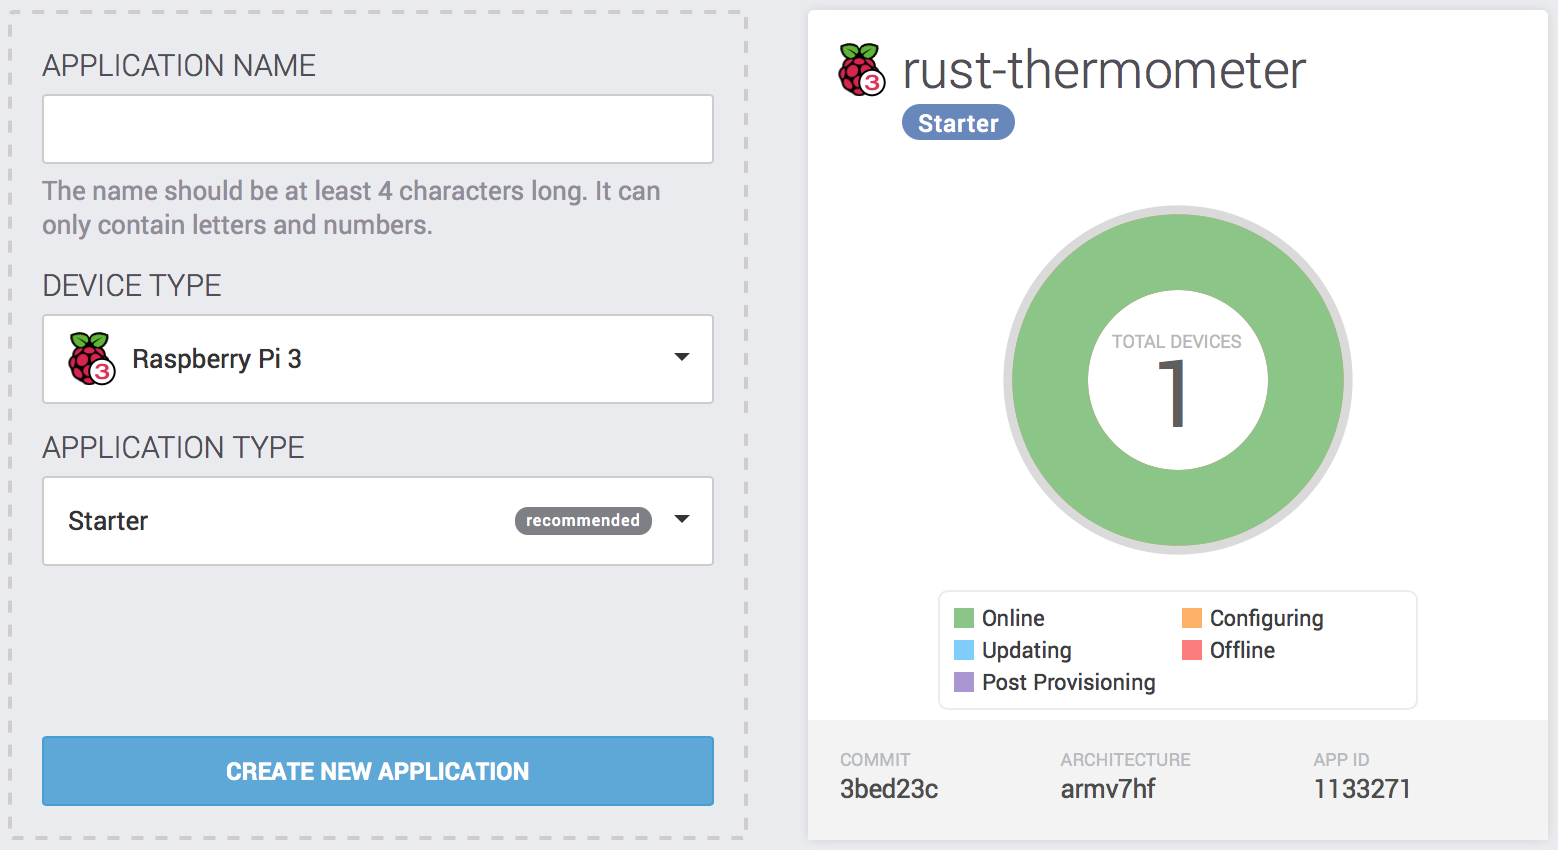 APPLICATION NAME
The name should be at least 4 characters long. It can
only contain letters and numbers.
DEVICE TYPE
3 Raspberry Pi 3
APPLICATION TYPE
Starter recommended
CREATE NEW APPLICATION
3 rust-thermometer
Starter
TOTAL DEVICES
1
Online Configuring
Updating Offline
Post Provisioning
COMMIT ARCHITECTURE APP ID
3bed23c armv7hf 1133271